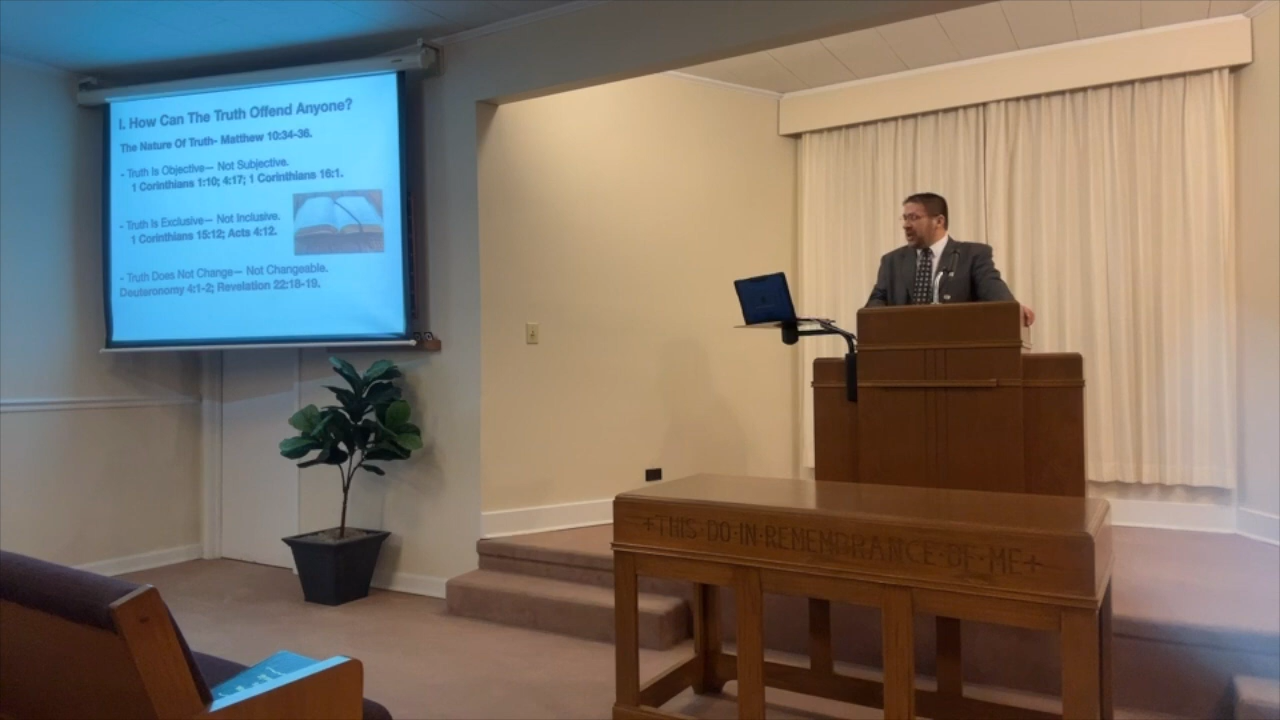 I. How Can The Truth Offend Anyone?
The Nature Of Truth- Matthew 10:34-36.
- Truth Is Objective— Not Subjective.
1 Corinthians 1:10; 4:17; 1 Corinthians 16:1.
- Truth Is Exclusive— Not Inclusive.
1 Corinthians 15:12; Acts 4:12.
- Truth Does Not Change— Not Changeable.
Deuteronomy 4:1-2; Revelation 22:18-19.
+THIS·DO·IN·REMEMBRANCE·OF·ME+